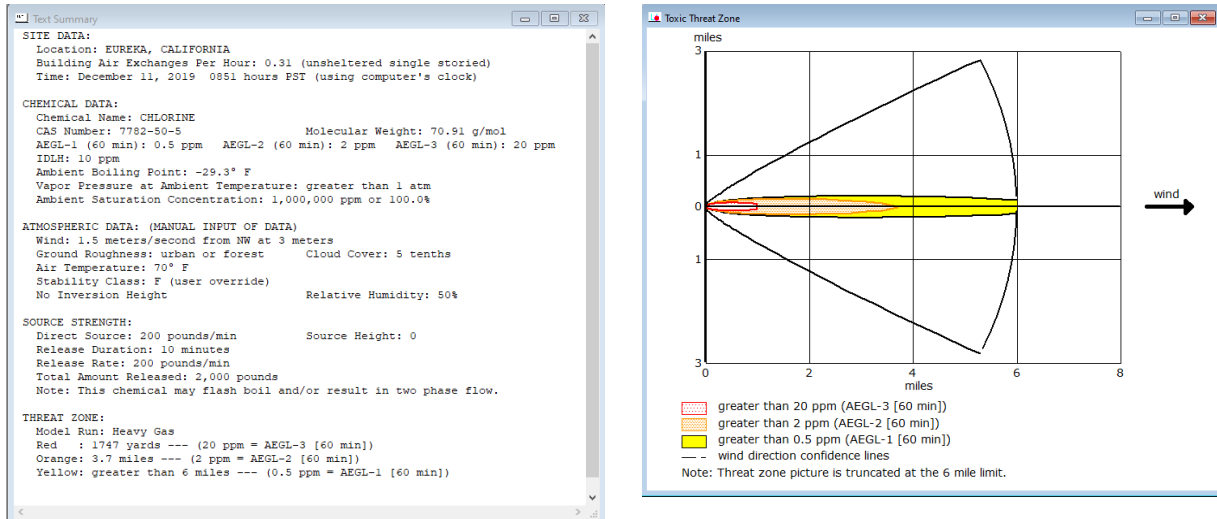 Text Summary
SITE DATA:
Location: EUREKA, CALIFORNIA
Building Air Exchanges Per Hour: 0.31 (unsheltered single storied)
Time: December 11, 2019 0851 hours PST (using computer's clock)
CHEMICAL DATA:
Chemical Name: CHLORINE
CAS Number: 7782-50-5 Molecular Weight: 70.91 g/mol
AEGL-1 (60 min): 0.5 ppm AEGL-2 (60 min): 2 ppm AEGL-3 (60 min): 20 ppm
IDLH: 10 ppm
Ambient Boiling Point: -29.3° F
Vapor Pressure at Ambient Temperature: greater than 1 atm
Ambient Saturation Concentration: 1,000,000 ppm or 100.0%
ATMOSPHERIC DATA: (MANUAL INPUT OF DATA)
Wind: 1.5 meters/second from NW at 3 meters
Ground Roughness: urban or forest Cloud Cover: 5 tenths
Air Temperature: 70° F
Stability Class: F (user override)
No Inversion Height Relative Humidity: 50%
SOURCE STRENGTH:
Direct Source: 200 pounds/min Source Height: 0
Release Duration: 10 minutes
Release Rate: 200 pounds/min
Total Amount Released: 2,000 pounds
Note: This chemical may flash boil and/or result in two phase flow.
THREAT ZONE:
Model Run: Heavy Gas
Red : 1747 yards --- (20 ppm = AEGL-3 [60 min])
Orange: 3.7 miles --- (2 ppm = AEGL-2 [60 min])
Yellow: greater than 6 miles --- (0.5 ppm = AEGL-1 [60 min])
Toxic Threat Zone
miles
3
1
0
1
3
0 2 4 6 8
miles
wind
greater than 20 ppm (AEGL-3 [60 min])
greater than 2 ppm (AEGL-2 [60 min])
greater than 0.5 ppm (AEGL-1 [60 min])
wind direction confidence lines
Note: Threat zone picture is truncated at the 6 mile limit.